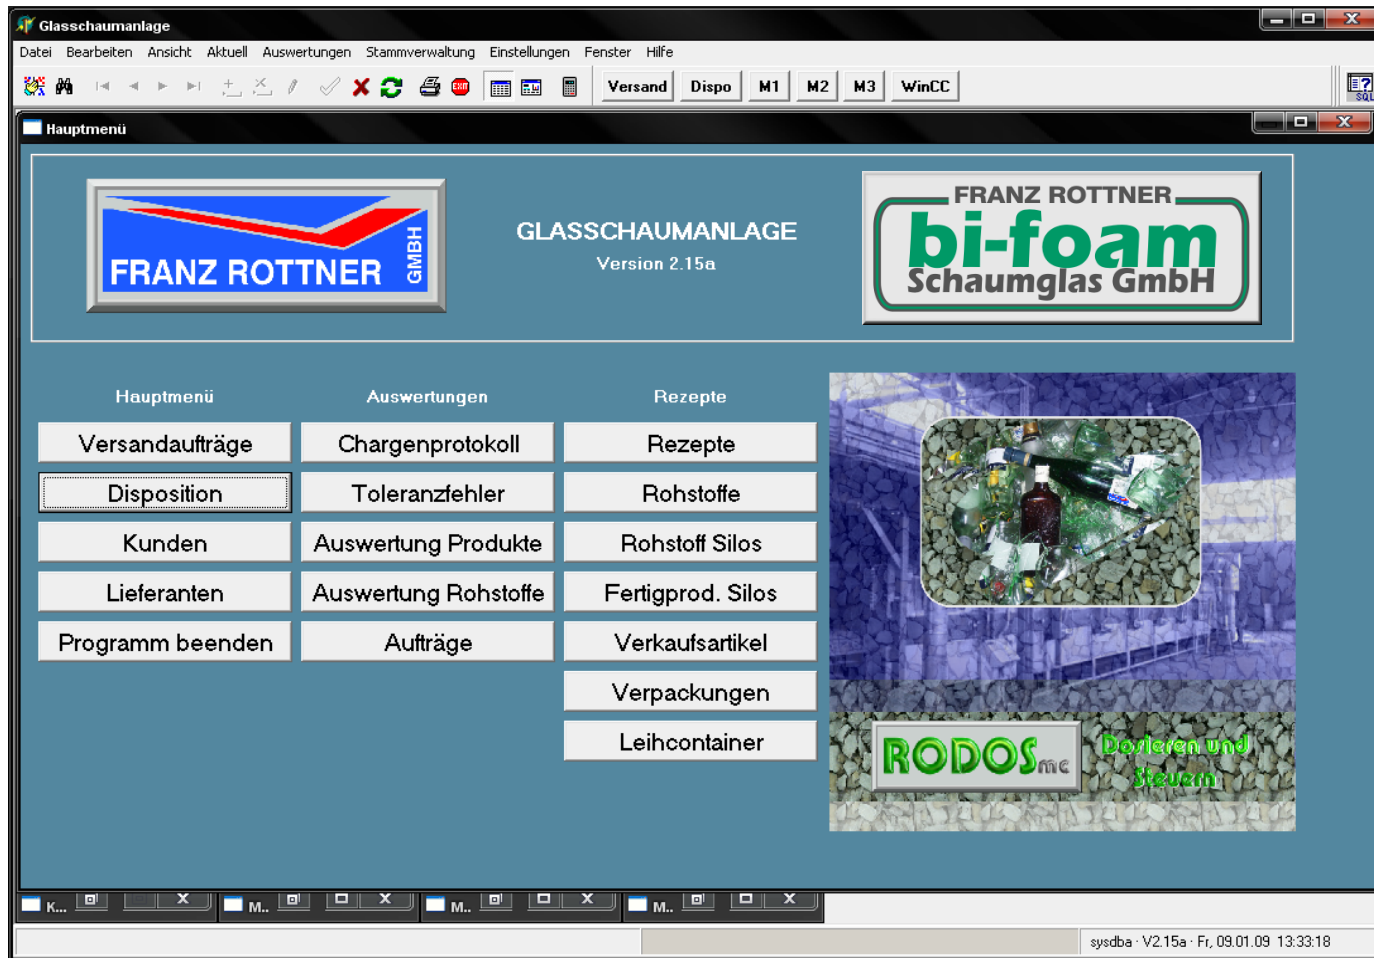 Glasschaumanlage
Datei Bearbeiten Ansicht Aktuell Auswertungen Stammverwaltung Einstellungen Fenster Hilfe
EXIT Versand Dispo M1 M2 M3 WinCC SQL
Hauptmenü
FRANZ ROTTNER GMBH
GLASSCHAUMANLAGE
Version 2.15a
FRANZ ROTTNER
bi-foam
Schaumglas GmbH
Hauptmenü Auswertungen Rezepte
Versandaufträge Chargenprotokoll Rezepte
Disposition Toleranzfehler Rohstoffe
Kunden Auswertung Produkte Rohstoff Silos
Lieferanten Auswertung Rohstoffe Fertigprod. Silos
Programm beenden Aufträge Verkaufsartikel
Verpackungen
Leihcontainer
RODOSmc
Dosieren und
Steuern
K... M.. M.. M..
sysdba · V2.15a · Fr, 09.01.09 13:33:18